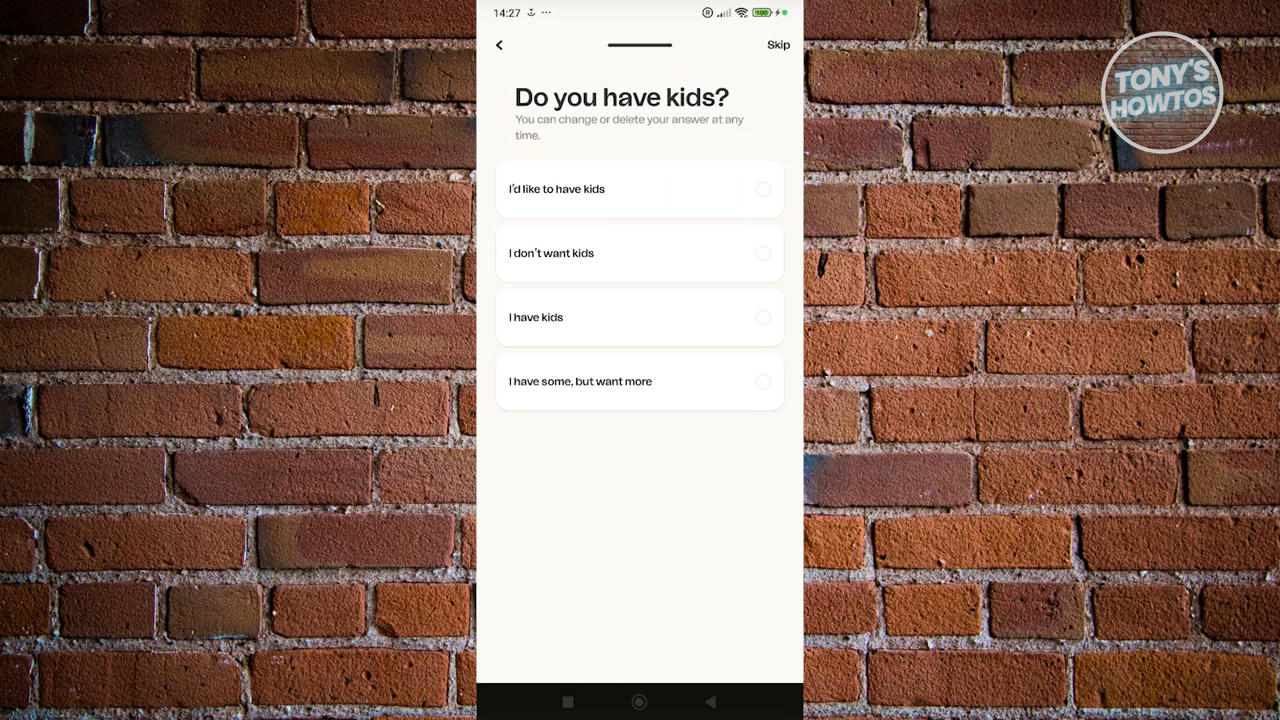 14:27
100
Skip
Do you have kids?
You can change or delete your answer at any
time.
I'd like to have kids
I don't want kids
I have kids
I have some, but want more
TONY'S
HOWTOS